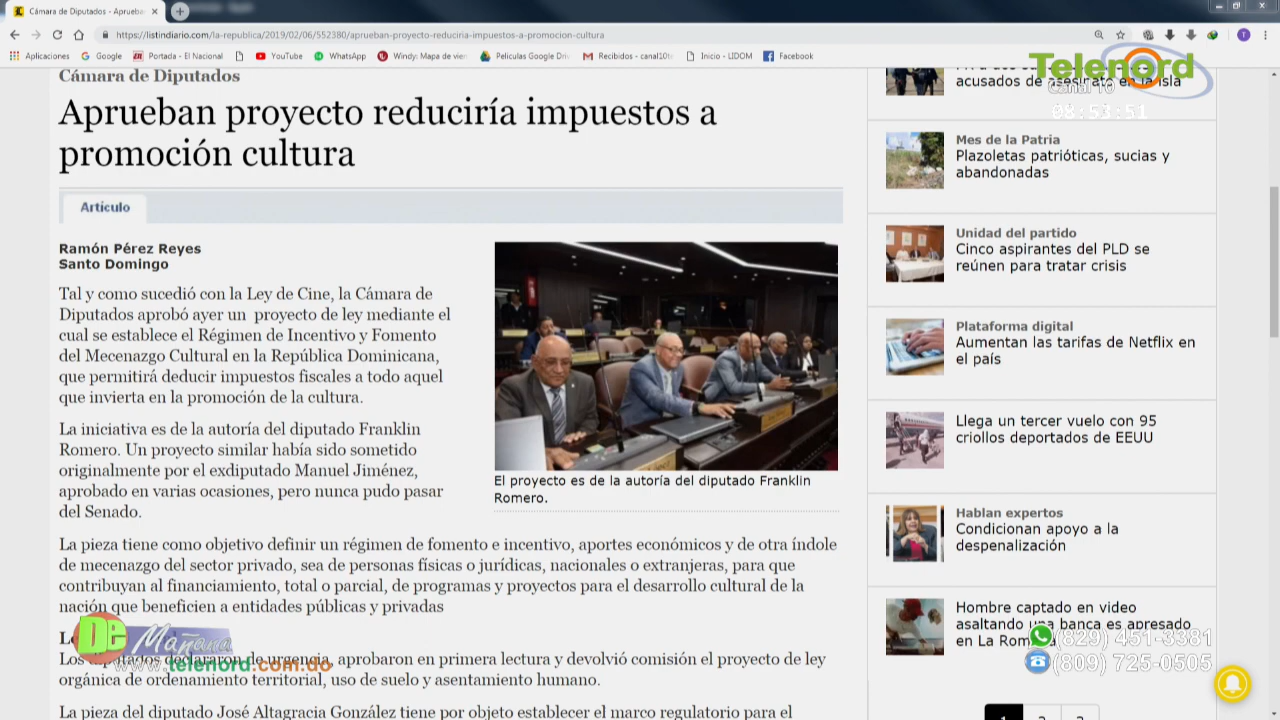 Cámara de Diputados - Aprueban
https://listindiario.com/la-republica/2019/02/06/552380/aprueban-proyecto-reduciria-impuestos-a-promocion-cultura
T
Aplicaciones
Google
Portada - El Nacional
YouTube
WhatsApp
Windy: Mapa de vien
Películas Google Driv
Recibidos - canal10te
Inicio - LIDOM
Facebook
Cámara de Diputados
Aprueban proyecto reduciría impuestos a
promoción cultura
Artículo
Ramón Pérez Reyes
Santo Domingo
Tal y como sucedió con la Ley de Cine, la Cámara de
Diputados aprobó ayer un proyecto de ley mediante el
cual se establece el Régimen de Incentivo y Fomento
del Mecenazgo Cultural en la República Dominicana,
que permitirá deducir impuestos fiscales a todo aquel
que invierta en la promoción de la cultura.
La iniciativa es de la autoría del diputado Franklin
Romero. Un proyecto similar había sido sometido
originalmente por el exdiputado Manuel Jiménez,
aprobado en varias ocasiones, pero nunca pudo pasar
del Senado.
El proyecto es de la autoría del diputado Franklin
Romero.
La pieza tiene como objetivo definir un régimen de fomento e incentivo, aportes económicos y de otra índole
de mecenazgo del sector privado, sea de personas físicas o jurídicas, nacionales o extranjeras, para que
contribuyan al financiamiento, total o parcial, de programas y proyectos para el desarrollo cultural de la
nación que beneficien a entidades públicas y privadas
Los diputados declararon de urgencia, aprobaron en primera lectura y devolvió comisión el proyecto de ley
orgánica de ordenamiento territorial, uso de suelo y asentamiento humano.
La pieza del diputado José Altagracia González tiene por objeto establecer el marco regulatorio para el
De Mañana
www.telenord.com.do
Telenord
Canal 10
08:53:51
acusados de asesinato en la isla
Mes de la Patria
Plazoletas patrióticas, sucias y
abandonadas
Unidad del partido
Cinco aspirantes del PLD se
reúnen para tratar crisis
Plataforma digital
Aumentan las tarifas de Netflix en
el país
Llega un tercer vuelo con 95
criollos deportados de EEUU
Hablan expertos
Condicionan apoyo a la
despenalización
Hombre captado en video
asaltando una banca es apresado
en La Romana
(829) 451-3381
(809) 725-0505
1 2 3